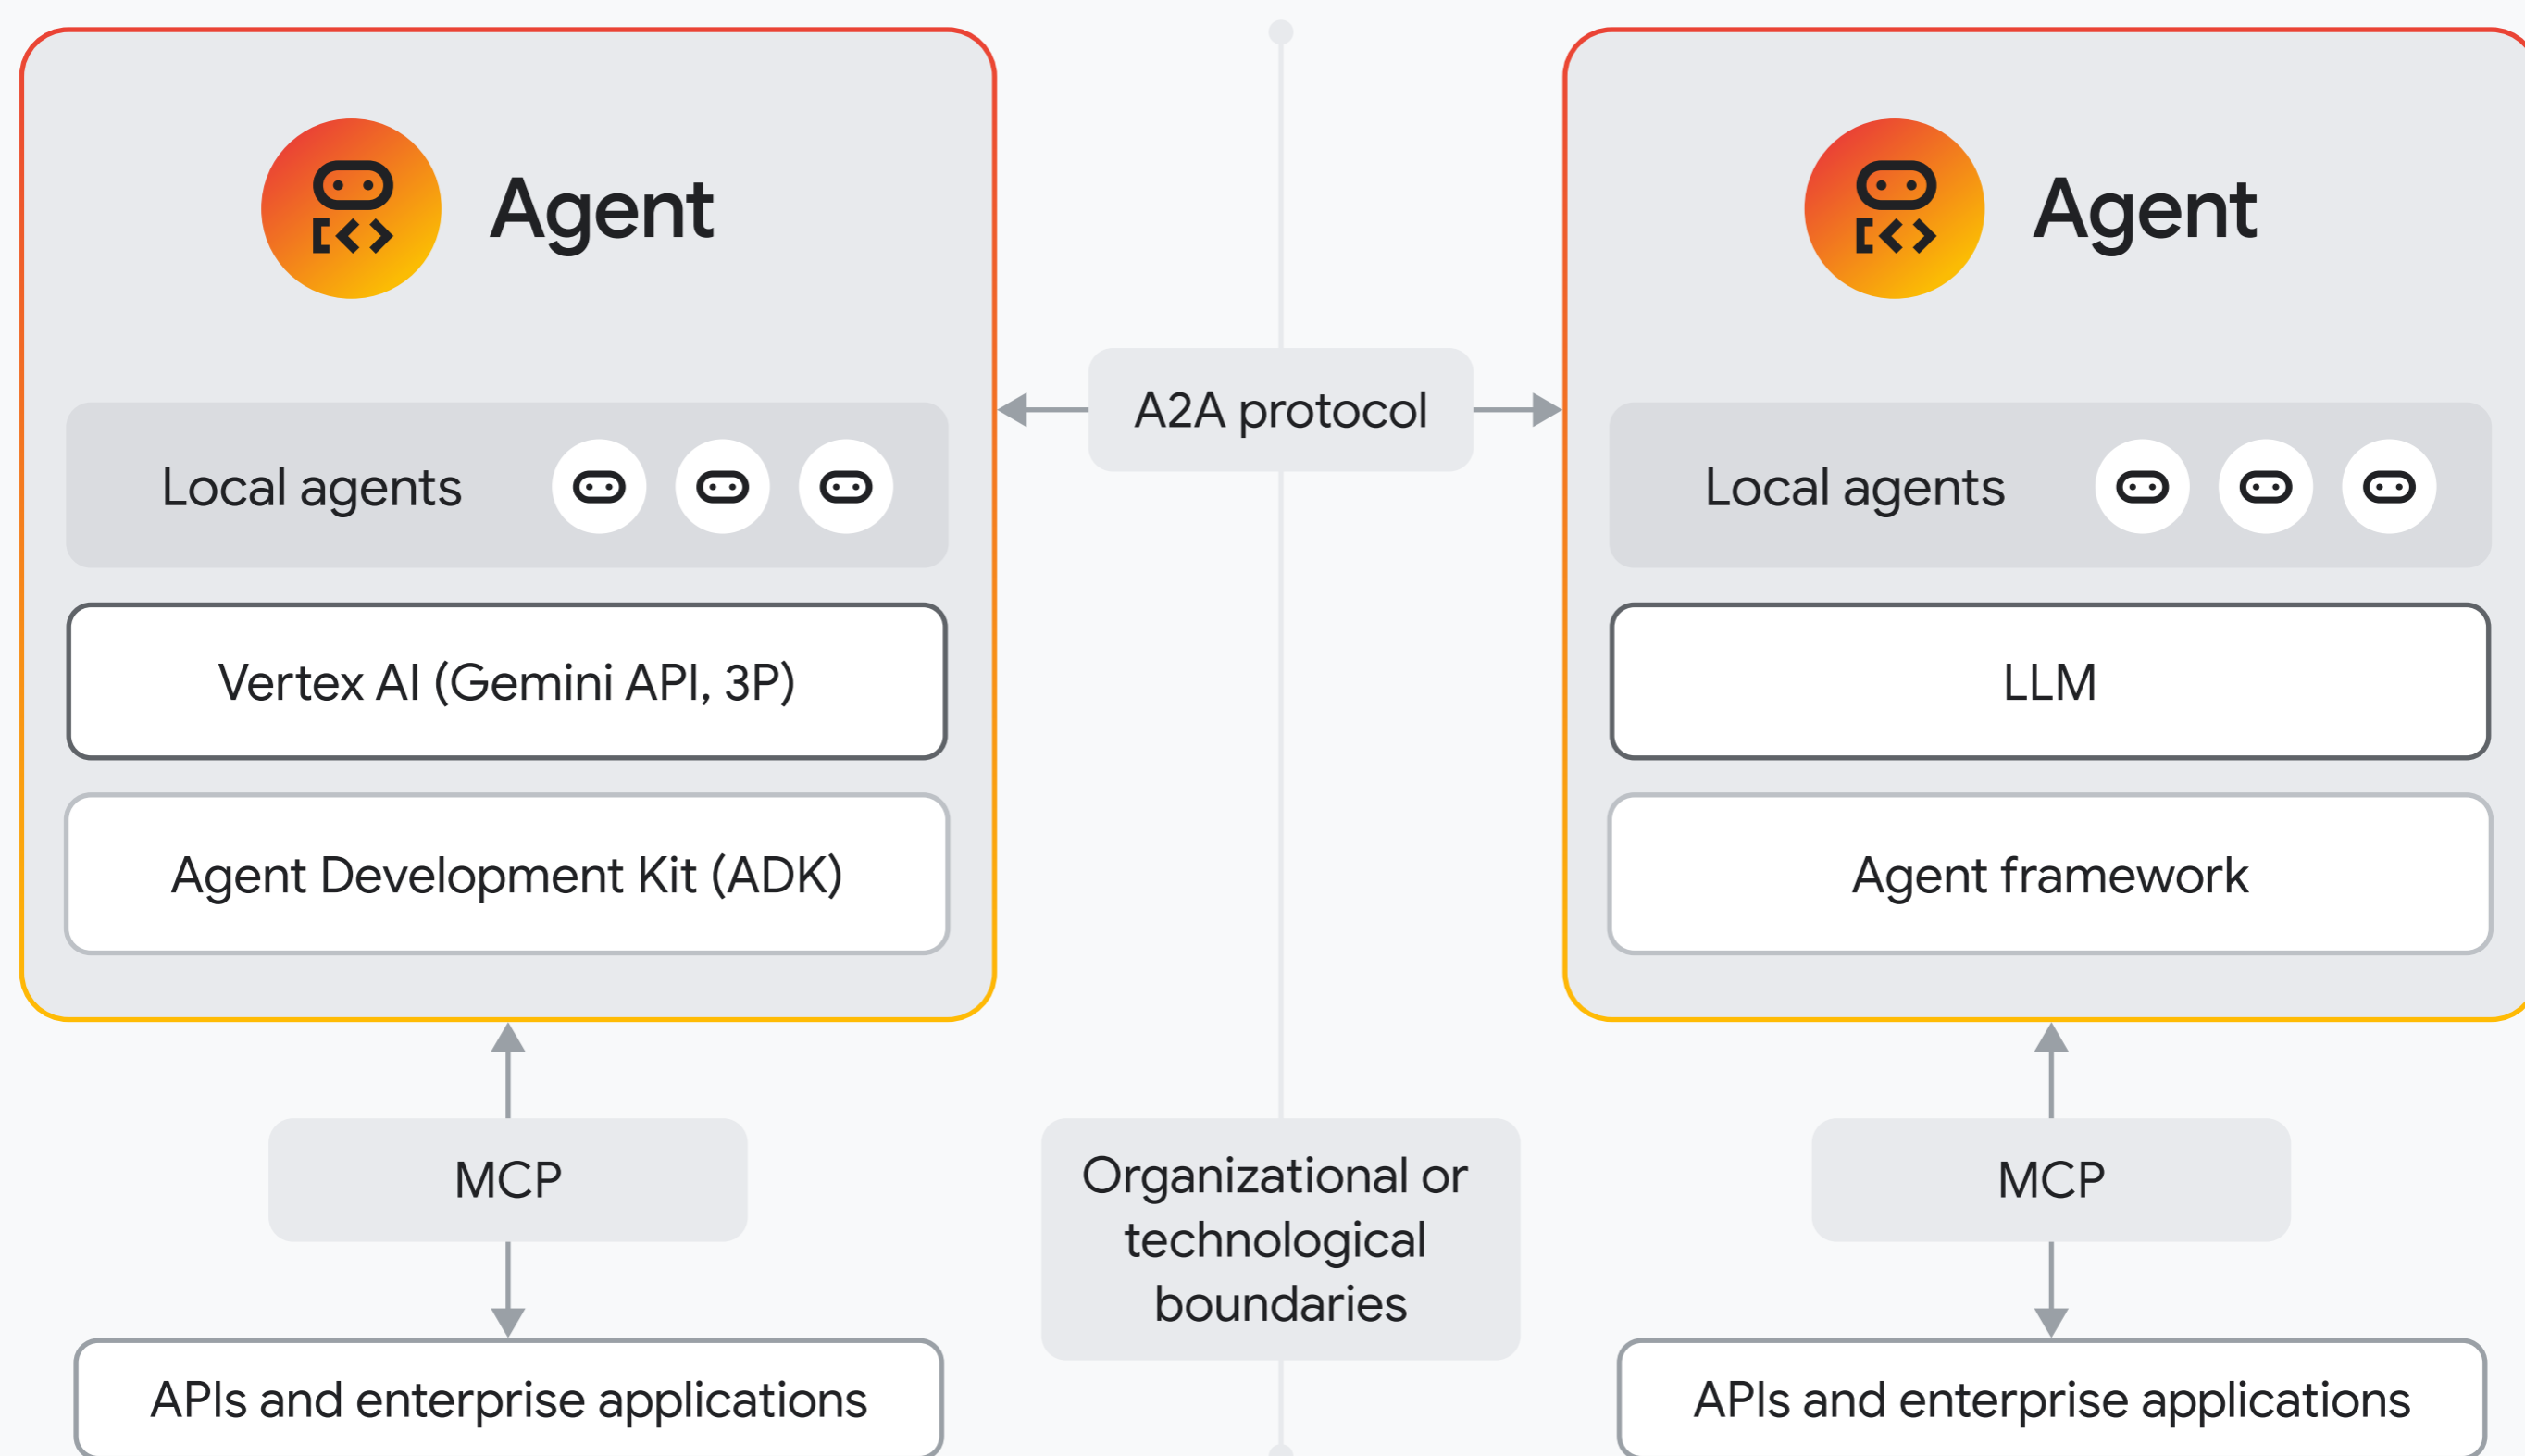 Agent
Local agents
Vertex AI (Gemini API, 3P)
Agent Development Kit (ADK)
MCP
APIs and enterprise applications
A2A protocol
Organizational or
technological
boundaries
Agent
Local agents
LLM
Agent framework
MCP
APIs and enterprise applications